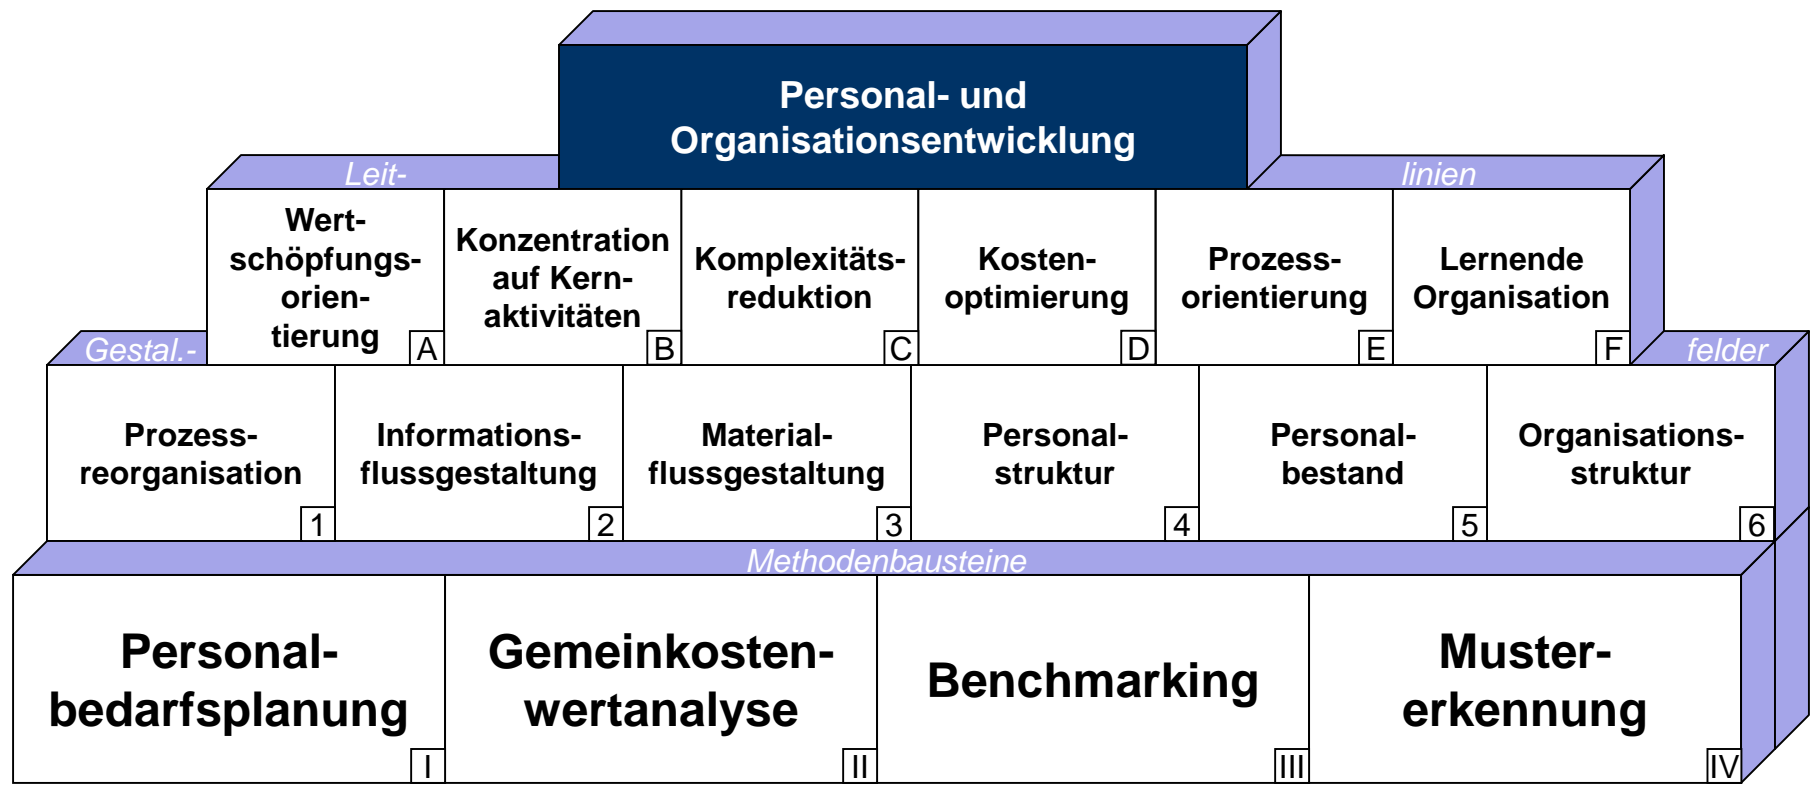 Personal- und
Organisationsentwicklung
Leit-
linien
Wert-
schöpfungs-
orien-
tierung
A
Konzentration
auf Kern-
aktivitäten
B
Komplexitäts-
reduktion
C
Kosten-
optimierung
D
Prozess-
orientierung
E
Lernende
Organisation
F
Gestal.-
felder
Prozess-
reorganisation
1
Informations-
flussgestaltung
2
Material-
flussgestaltung
3
Personal-
struktur
4
Personal-
bestand
5
Organisations-
struktur
6
Methodenbausteine
Personal-
bedarfsplanung
I
Gemeinkosten-
wertanalyse
II
Benchmarking
III
Muster-
erkennung
IV